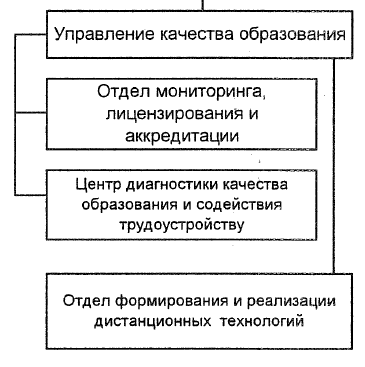 Управление качества образования
Отдел мониторинга,
лицензирования и
аккредитации
Центр диагностики качества
образования и содействия
трудоустройству
Отдел формирования и реализации
дистанционных технологий